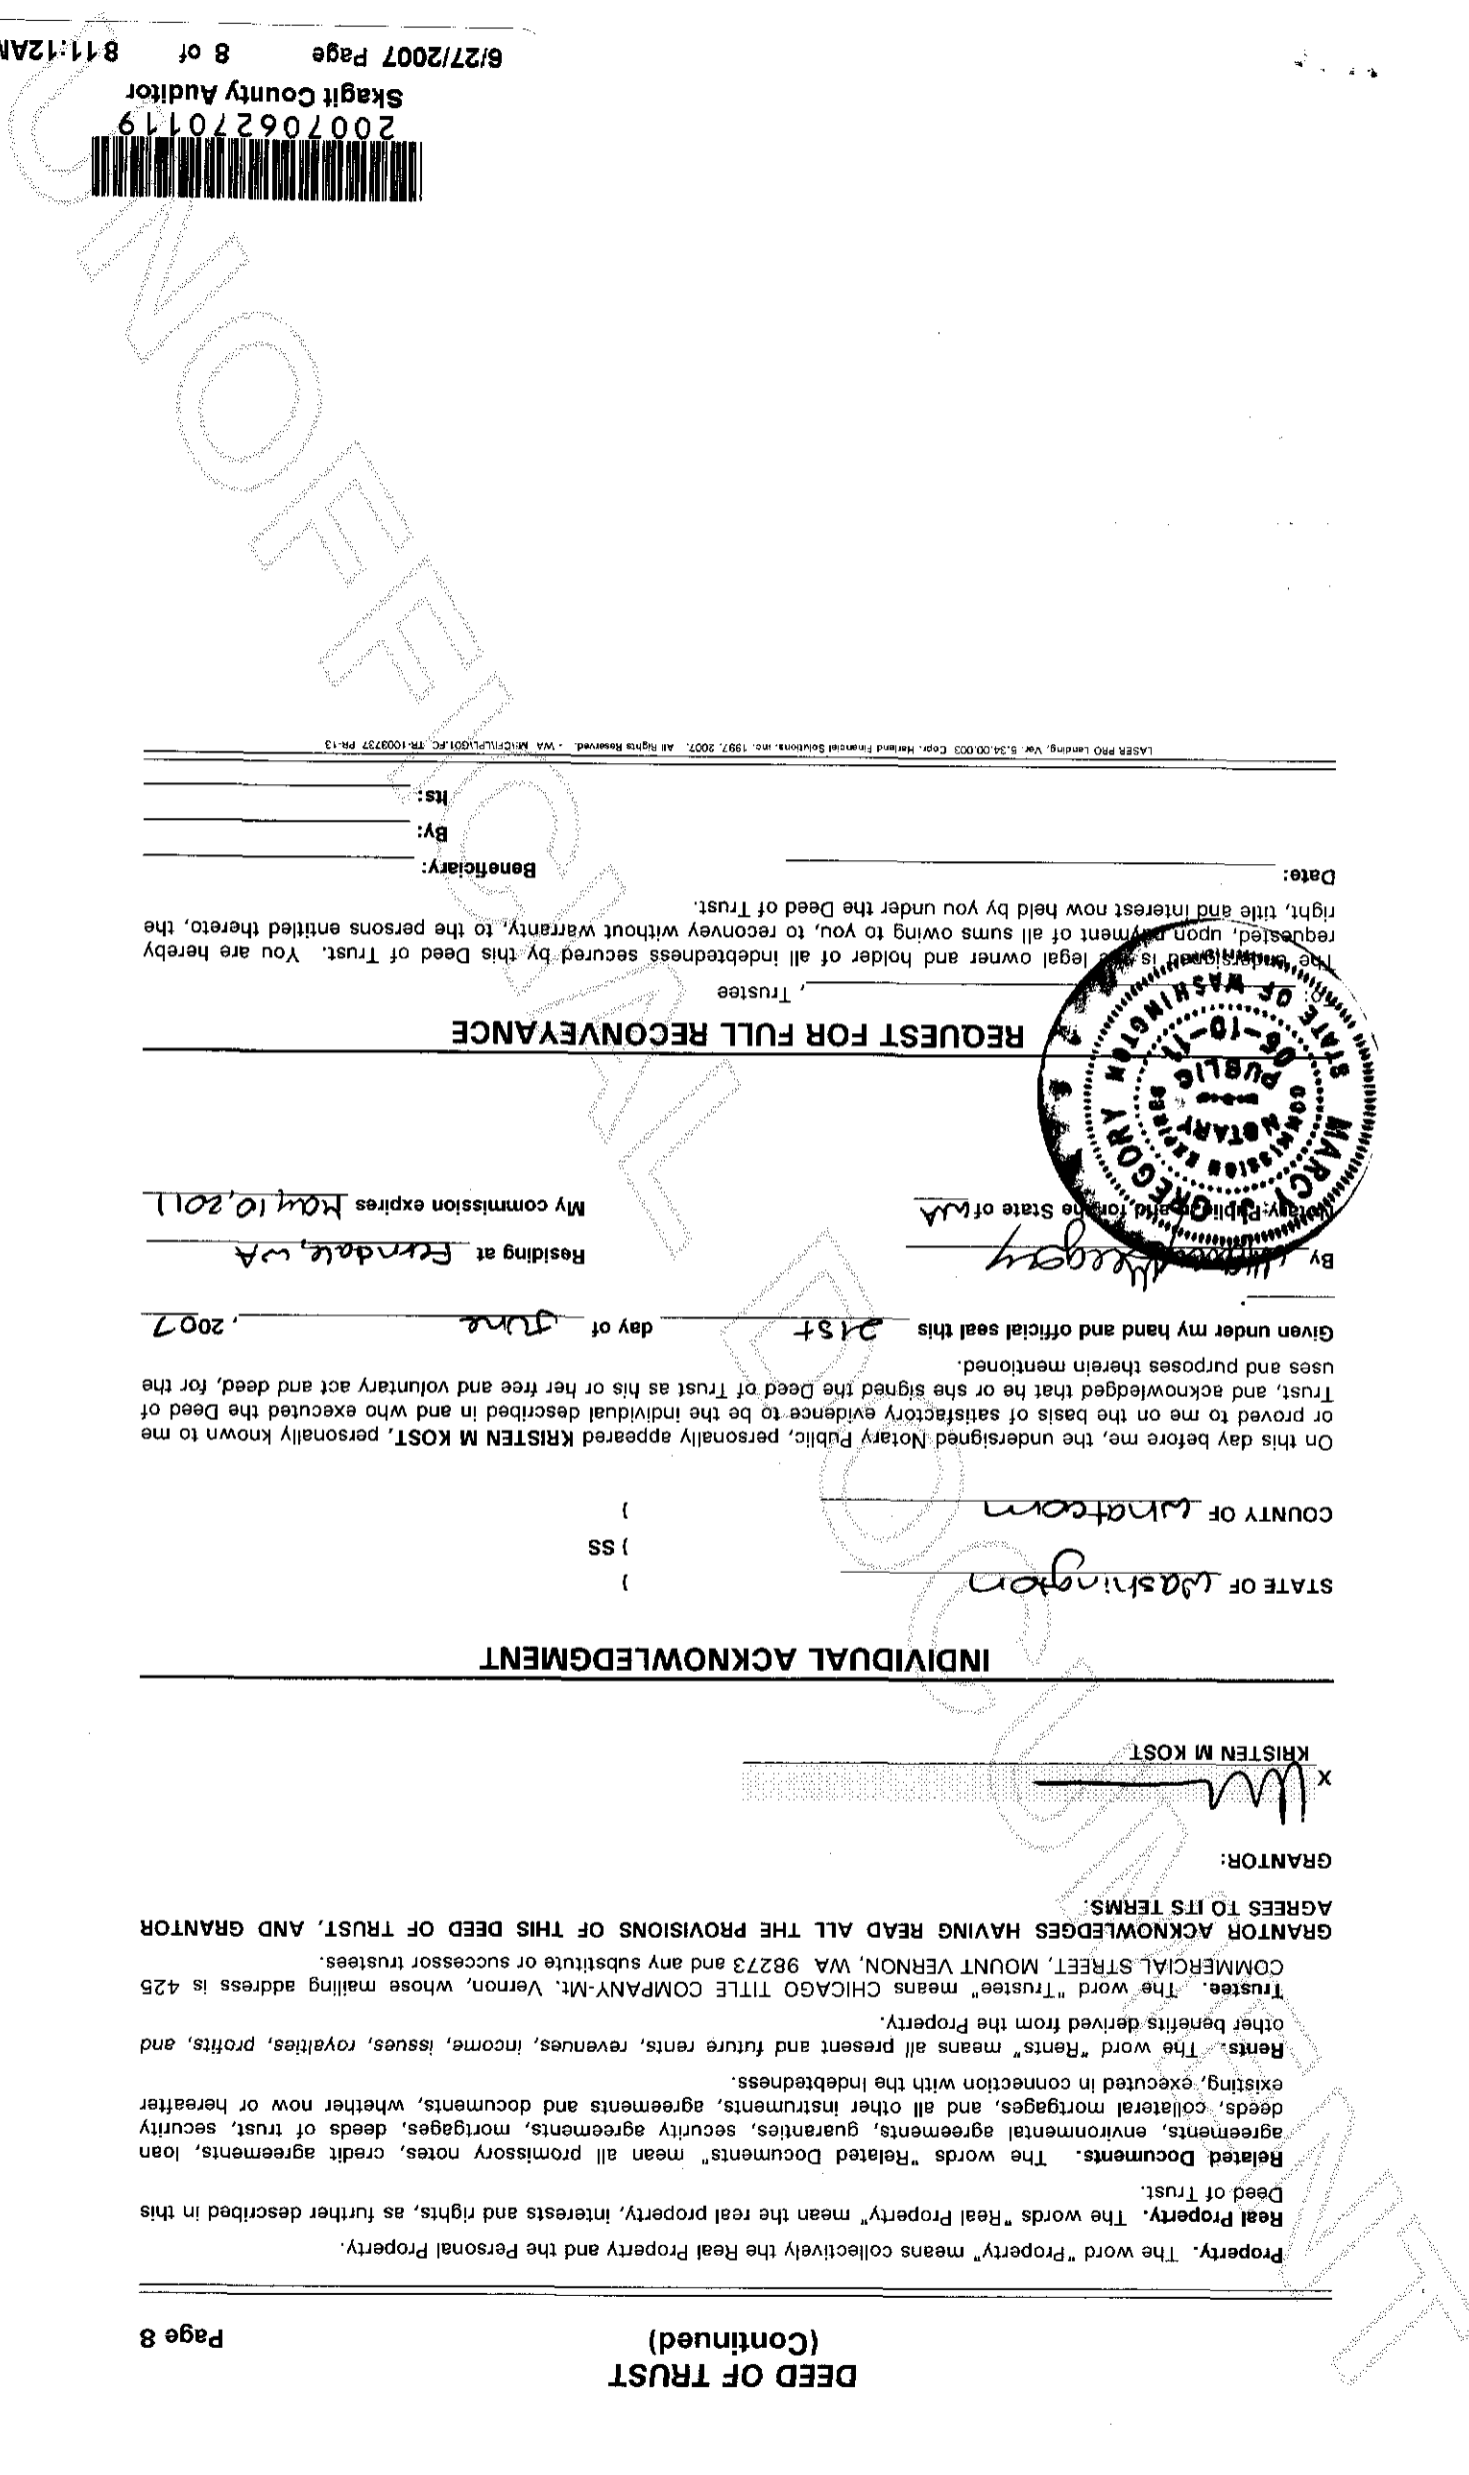 DEED OF TRUST
(Continued)
Page 8
Property. The word "Property" means collectively the Real Property and the Personal Property.
Real Property. The words "Real Property" mean the real property, interests and rights, as further described in this
Deed of Trust.
Related Documents. The words "Related Documents" mean all promissory notes, credit agreements, loan
agreements, environmental agreements, guaranties, security agreements, mortgages, deeds of trust, security
deeds, collateral mortgages, and all other instruments, agreements and documents, whether now or hereafter
existing, executed in connection with the Indebtedness.
Rents. The word "Rents" means all present and future rents, revenues, income, issues, royalties, profits, and
other benefits derived from the Property.
Trustee. The word "Trustee" means CHICAGO TITLE COMPANY-Mt. Vernon, whose mailing address is 425
COMMERCIAL STREET, MOUNT VERNON, WA 98273 and any substitute or successor trustees.
GRANTOR ACKNOWLEDGES HAVING READ ALL THE PROVISIONS OF THIS DEED OF TRUST, AND GRANTOR
AGREES TO ITS TERMS.
GRANTOR:
X
KRISTEN M KOST
INDIVIDUAL ACKNOWLEDGMENT
STATE OF Washington )
) SS
COUNTY OF Whatcom )
On this day before me, the undersigned Notary Public, personally appeared KRISTEN M KOST, personally known to me
or proved to me on the basis of satisfactory evidence to be the individual described in and who executed the Deed of
Trust, and acknowledged that he or she signed the Deed of Trust as his or her free and voluntary act and deed, for the
uses and purposes therein mentioned.
Given under my hand and official seal this 21st day of June, 2007
By Gregory Residing at Ferndale, WA
Notary Public in and for the State of WA My commission expires May 10, 2011
MARCY J GREGORY
STATE OF WASHINGTON
COMMISSION EXPIRES
NOTARY
PUBLIC
06-10-11
REQUEST FOR FULL RECONVEYANCE
, Trustee
The undersigned is the legal owner and holder of all indebtedness secured by this Deed of Trust. You are hereby
requested, upon payment of all sums owing to you, to reconvey without warranty, to the persons entitled thereto, the
right, title and interest now held by you under the Deed of Trust.
Date: Beneficiary:
By:
Its:
LASER PRO Lending, Ver. 5.34.00.003 Copr. Harland Financial Solutions, Inc. 1997, 2007. All Rights Reserved. - WA M:\CFI\LPL\G01.FC TR-1003737 PR-13
200706270119
Skagit County Auditor
6/27/2007 Page 8 of 8 11:12AM
UNOFFICIAL DOCUMENT